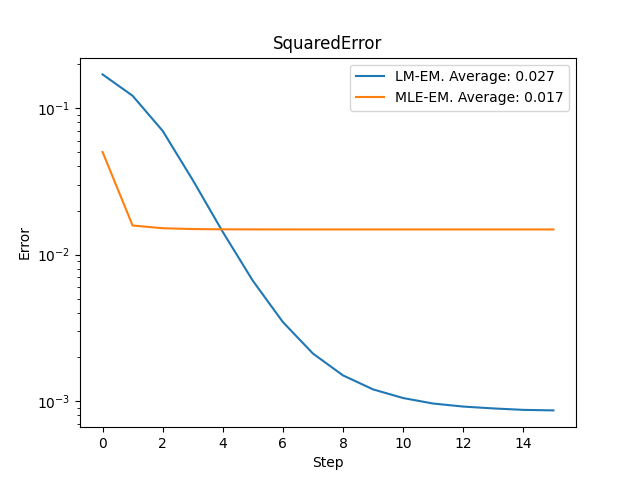 SquaredError
LM-EM. Average: 0.027
MLE-EM. Average: 0.017
Error
10⁻¹
10⁻²
10⁻³
0 2 4 6 8 10 12 14
Step